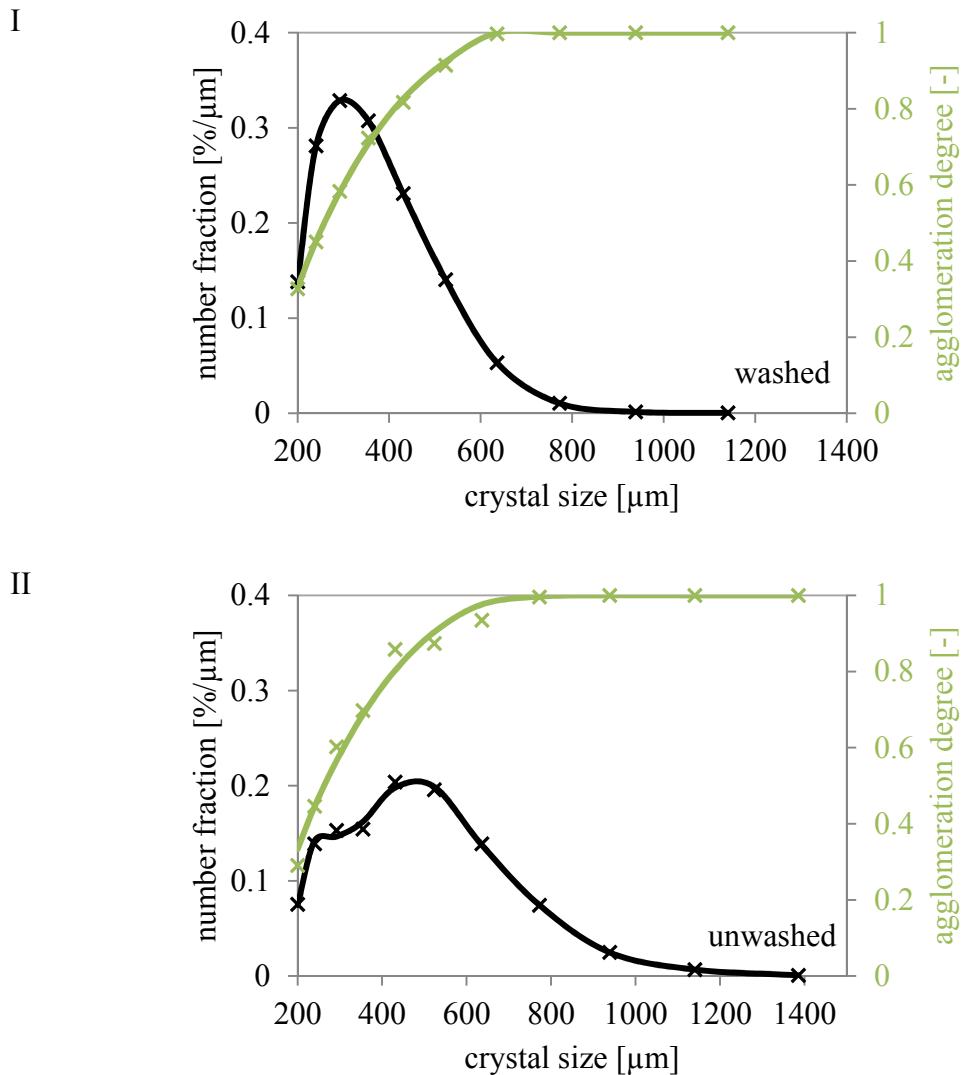 I
number fraction [%/µm]
0.4
0.3
0.2
0.1
0
1
0.8
0.6
0.4
0.2
0
agglomeration degree [-]
washed
200 400 600 800 1000 1200 1400
crystal size [µm]
II
number fraction [%/µm]
0.4
0.3
0.2
0.1
0
1
0.8
0.6
0.4
0.2
0
agglomeration degree [-]
unwashed
200 400 600 800 1000 1200 1400
crystal size [µm]